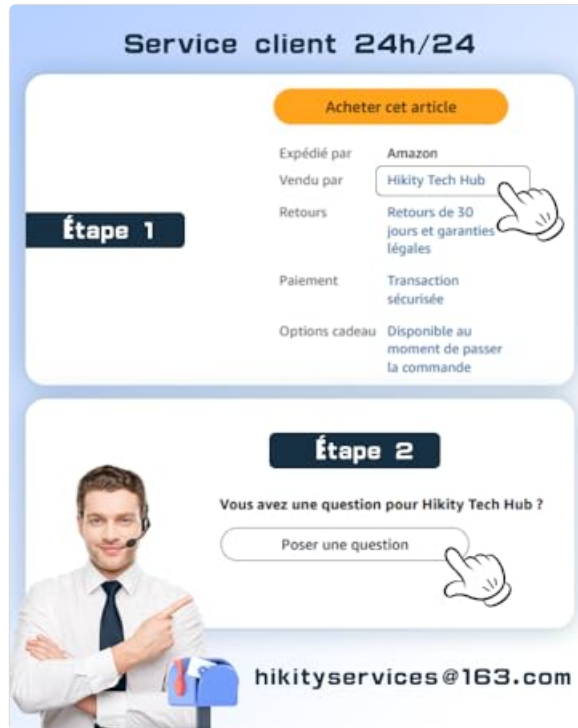 Service client 24h/24
Acheter cet article
Expédié par Amazon
Vendu par Hikity Tech Hub
Étape 1
Retours Retours de 30
jours et garanties
légales
Paiement Transaction
sécurisée
Options cadeau Disponible au
moment de passer
la commande
Étape 2
Vous avez une question pour Hikity Tech Hub ?
Poser une question
hikityservices@163.com